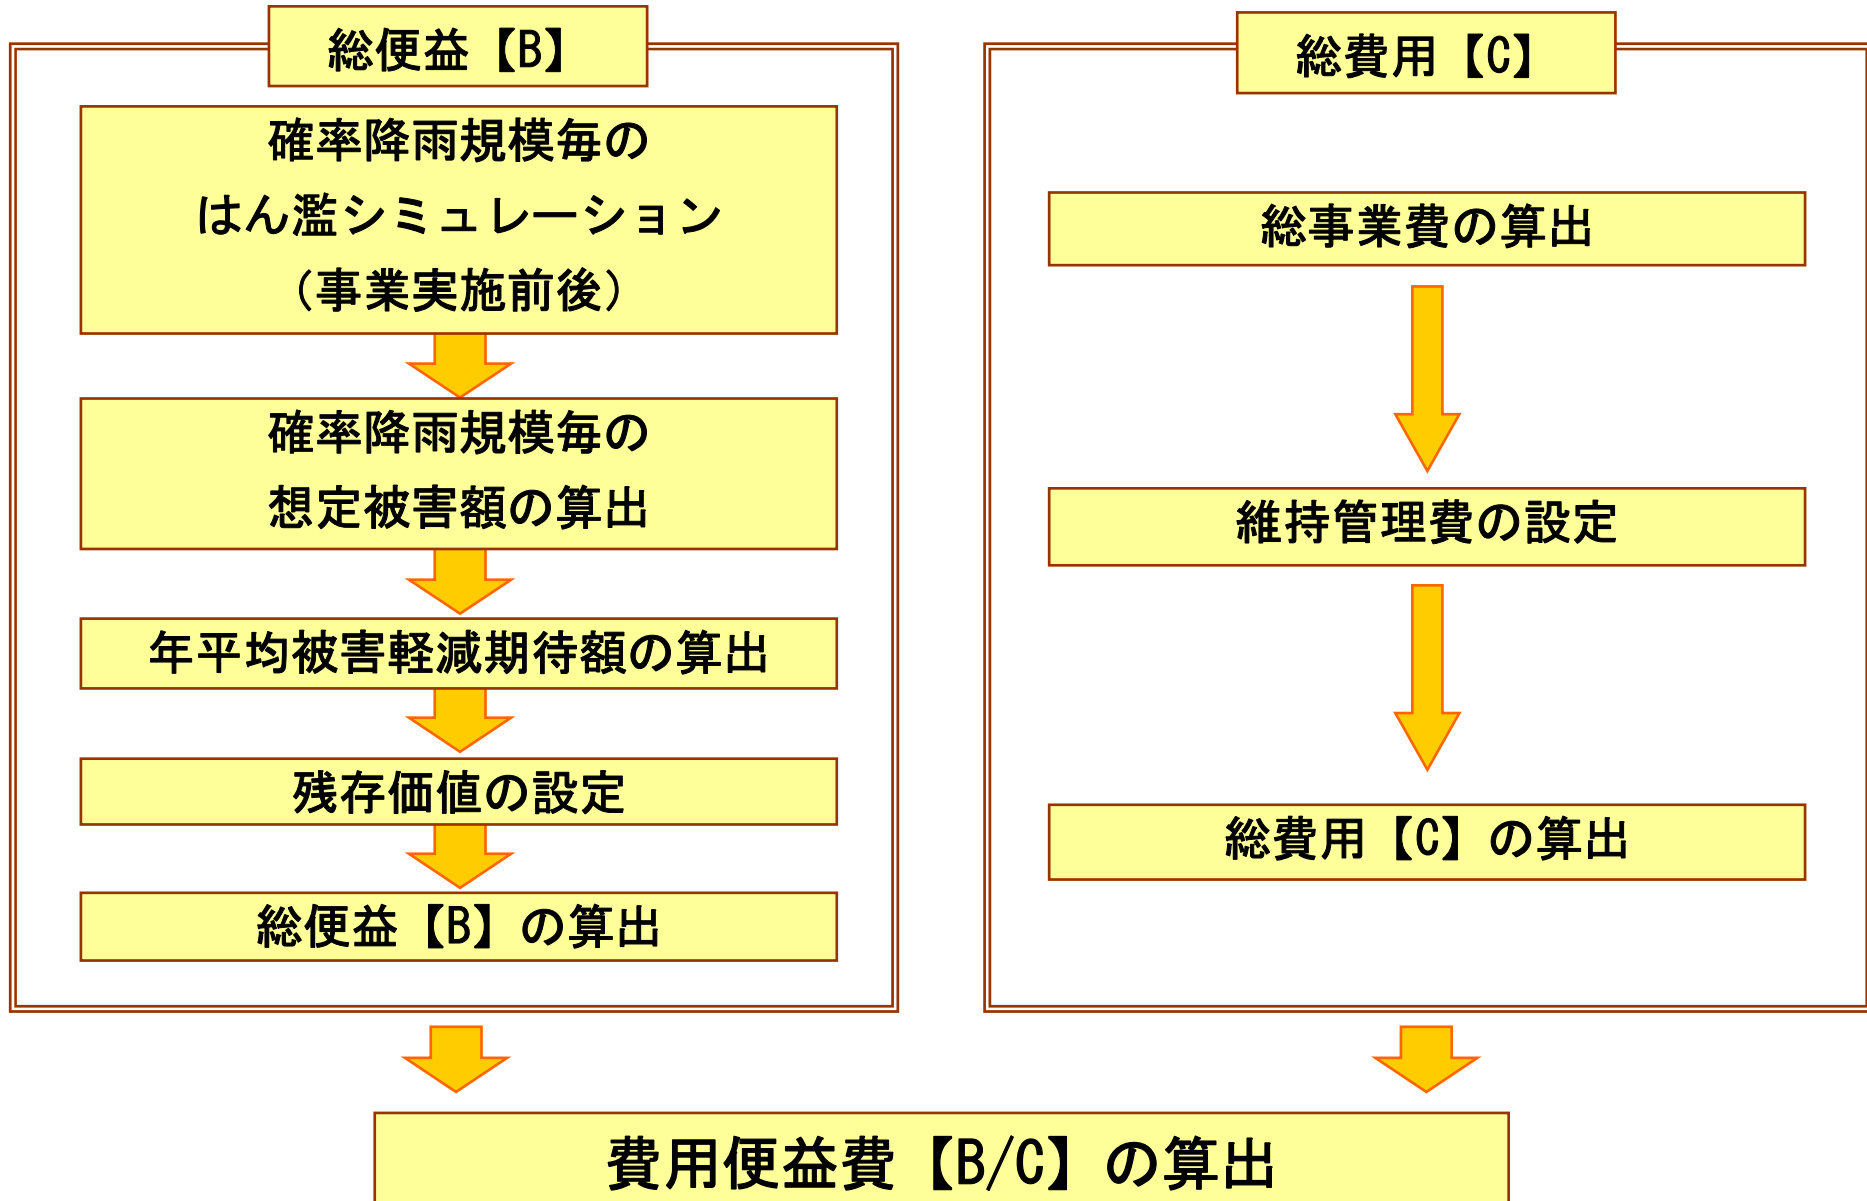 総便益【B】
確率降雨規模毎の
はん濫シミュレーション
（事業実施前後）
確率降雨規模毎の
想定被害額の算出
年平均被害軽減期待額の算出
残存価値の設定
総便益【B】の算出
総費用【C】
総事業費の算出
維持管理費の設定
総費用【C】の算出
費用便益費【B/C】の算出